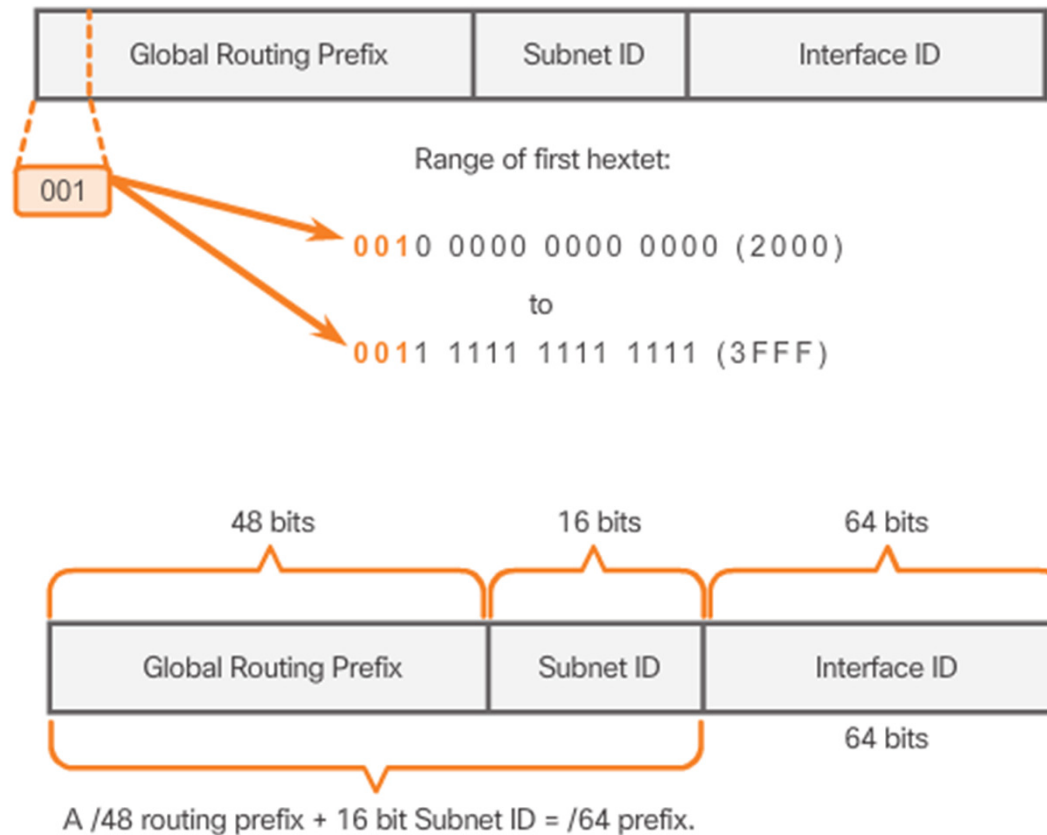 Global Routing Prefix Subnet ID Interface ID
Range of first hextet:
001
0010 0000 0000 0000 (2000)
to
0011 1111 1111 1111 (3FFF)
48 bits 16 bits 64 bits
Global Routing Prefix Subnet ID Interface ID
64 bits
A /48 routing prefix + 16 bit Subnet ID = /64 prefix.